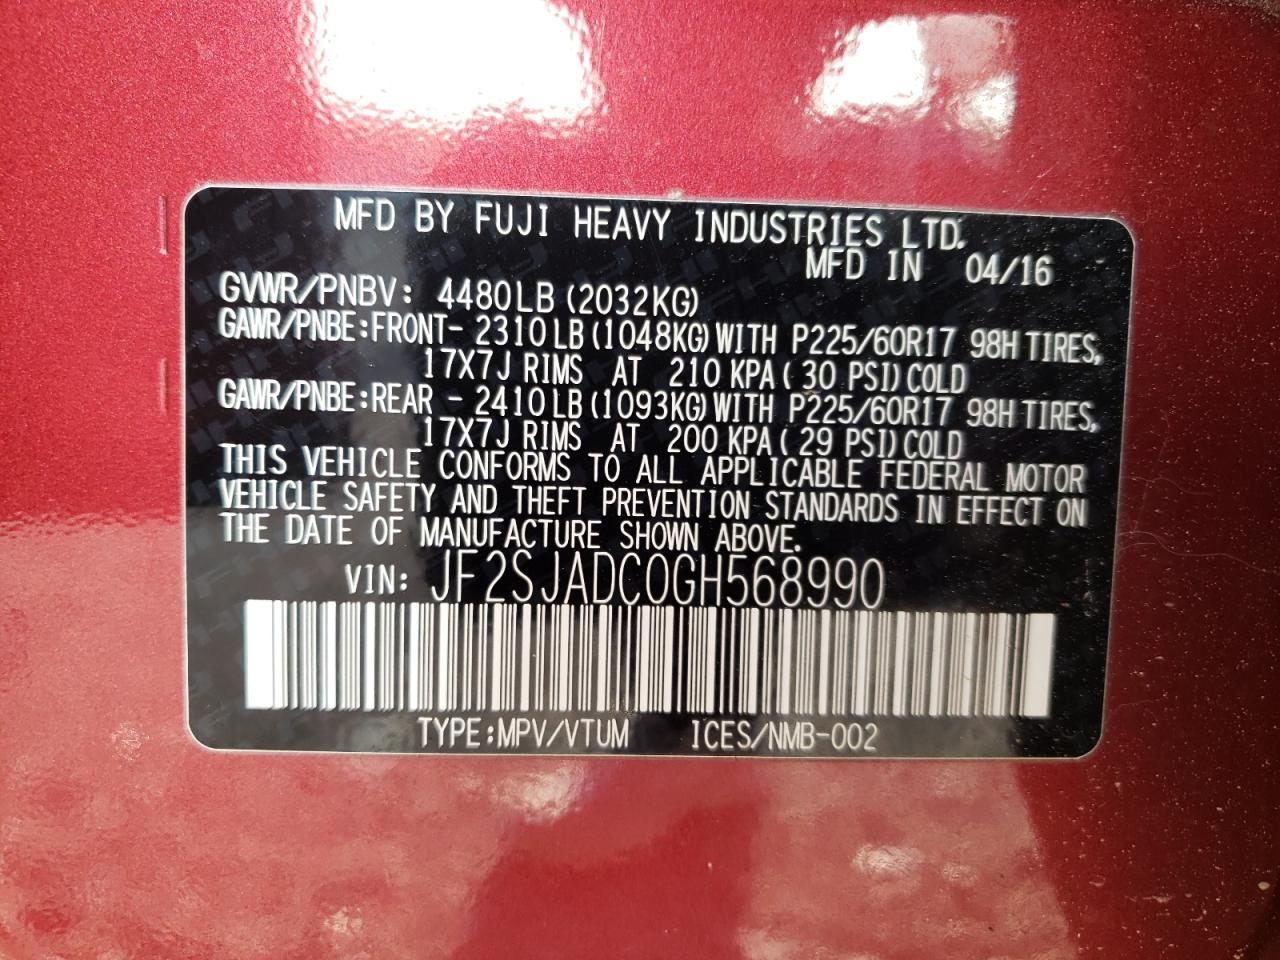 MFD BY FUJI HEAVY INDUSTRIES LTD.
MFD IN 04/16
GVWR/PNBV: 4480LB (2032KG)
GAWR/PNBE:FRONT- 2310LB (1048KG) WITH P225/60R17 98H TIRES,
17X7J RIMS AT 210 KPA ( 30 PSI) COLD
GAWR/PNBE:REAR - 2410LB (1093KG) WITH P225/60R17 98H TIRES,
17X7J RIMS AT 200 KPA ( 29 PSI) COLD
THIS VEHICLE CONFORMS TO ALL APPLICABLE FEDERAL MOTOR
VEHICLE SAFETY AND THEFT PREVENTION STANDARDS IN EFFECT ON
THE DATE OF MANUFACTURE SHOWN ABOVE.
VIN: JF2SJADC0GH568990
TYPE:MPV/VTUM ICES/NMB-002